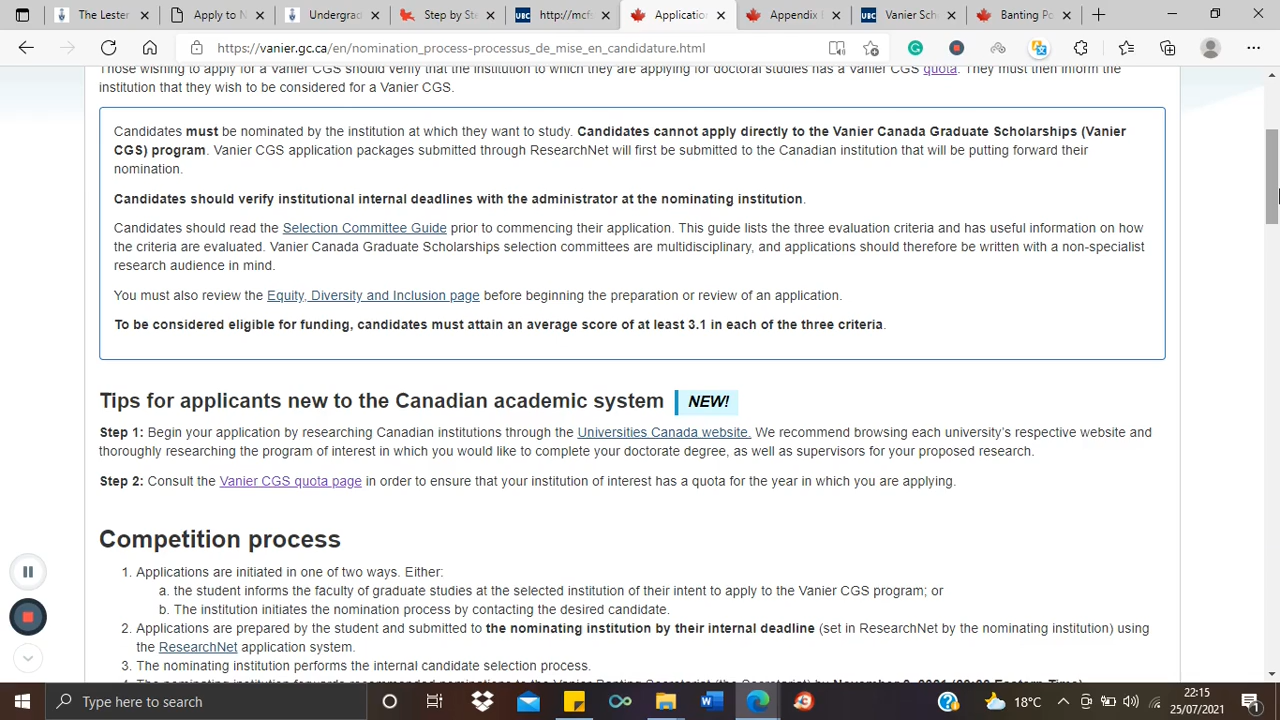 The Lester
Apply to N
Undergrad
Step by Ste
UBC
http://mcfs
Application
Appendix
UBC
Vanier Sch
Banting Po
https://vanier.gc.ca/en/nomination_process-processus_de_mise_en_candidature.html
Those wishing to apply for a Vanier CGS should verify that the institution to which they are applying for doctoral studies has a Vanier CGS quota. They must then inform the
institution that they wish to be considered for a Vanier CGS.
Candidates must be nominated by the institution at which they want to study. Candidates cannot apply directly to the Vanier Canada Graduate Scholarships (Vanier
CGS) program. Vanier CGS application packages submitted through ResearchNet will first be submitted to the Canadian institution that will be putting forward their
nomination.
Candidates should verify institutional internal deadlines with the administrator at the nominating institution.
Candidates should read the Selection Committee Guide prior to commencing their application. This guide lists the three evaluation criteria and has useful information on how
the criteria are evaluated. Vanier Canada Graduate Scholarships selection committees are multidisciplinary, and applications should therefore be written with a non-specialist
research audience in mind.
You must also review the Equity, Diversity and Inclusion page before beginning the preparation or review of an application.
To be considered eligible for funding, candidates must attain an average score of at least 3.1 in each of the three criteria.
Tips for applicants new to the Canadian academic system NEW!
Step 1: Begin your application by researching Canadian institutions through the Universities Canada website. We recommend browsing each university's respective website and
thoroughly researching the program of interest in which you would like to complete your doctorate degree, as well as supervisors for your proposed research.
Step 2: Consult the Vanier CGS quota page in order to ensure that your institution of interest has a quota for the year in which you are applying.
Competition process
1. Applications are initiated in one of two ways. Either:
a. the student informs the faculty of graduate studies at the selected institution of their intent to apply to the Vanier CGS program; or
b. The institution initiates the nomination process by contacting the desired candidate.
2. Applications are prepared by the student and submitted to the nominating institution by their internal deadline (set in ResearchNet by the nominating institution) using
the ResearchNet application system.
3. The nominating institution performs the internal candidate selection process.
Type here to search
18°C
22:15
25/07/2021